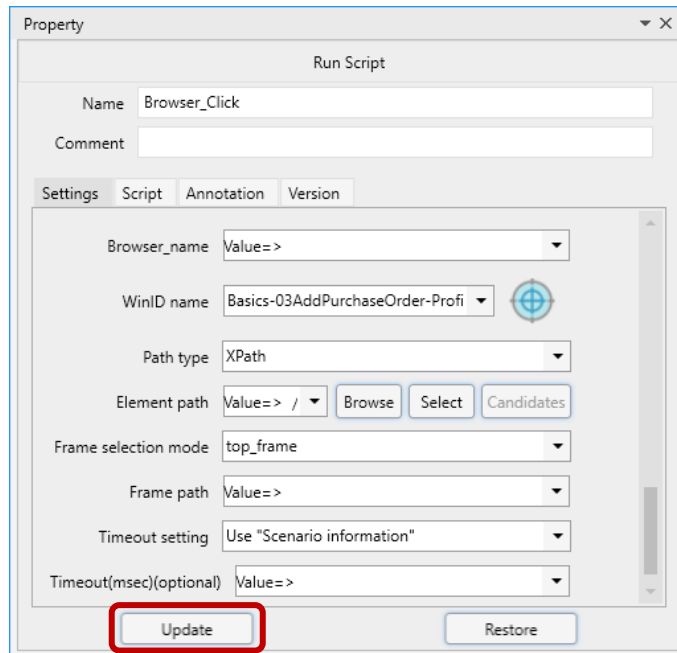 Property
Run Script
Name Browser_Click
Comment
Settings Script Annotation Version
Browser_name Value=>
WinID name Basics-03AddPurchaseOrder-Profi
Path type XPath
Element path Value=> / Browse Select Candidates
Frame selection mode top_frame
Frame path Value=>
Timeout setting Use "Scenario information"
Timeout(msec)(optional) Value=>
Update Restore